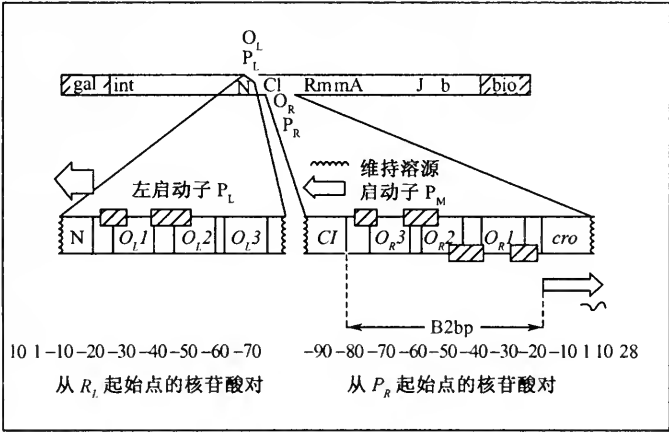 O_L
P_L
gal int N CI RmmA J b bio
O_R
P_R
维持溶源
启动子 P_M
左启动子 P_L
N O_L1 O_L2 O_L3 CI O_R3 O_R2 O_R1 cro
B2bp
10 1 -10 -20 -30 -40 -50 -60 -70 -90 -80 -70 -60 -50 -40 -30 -20 -10 1 10 28
从 R_L 起始点的核苷酸对 从 P_R 起始点的核苷酸对